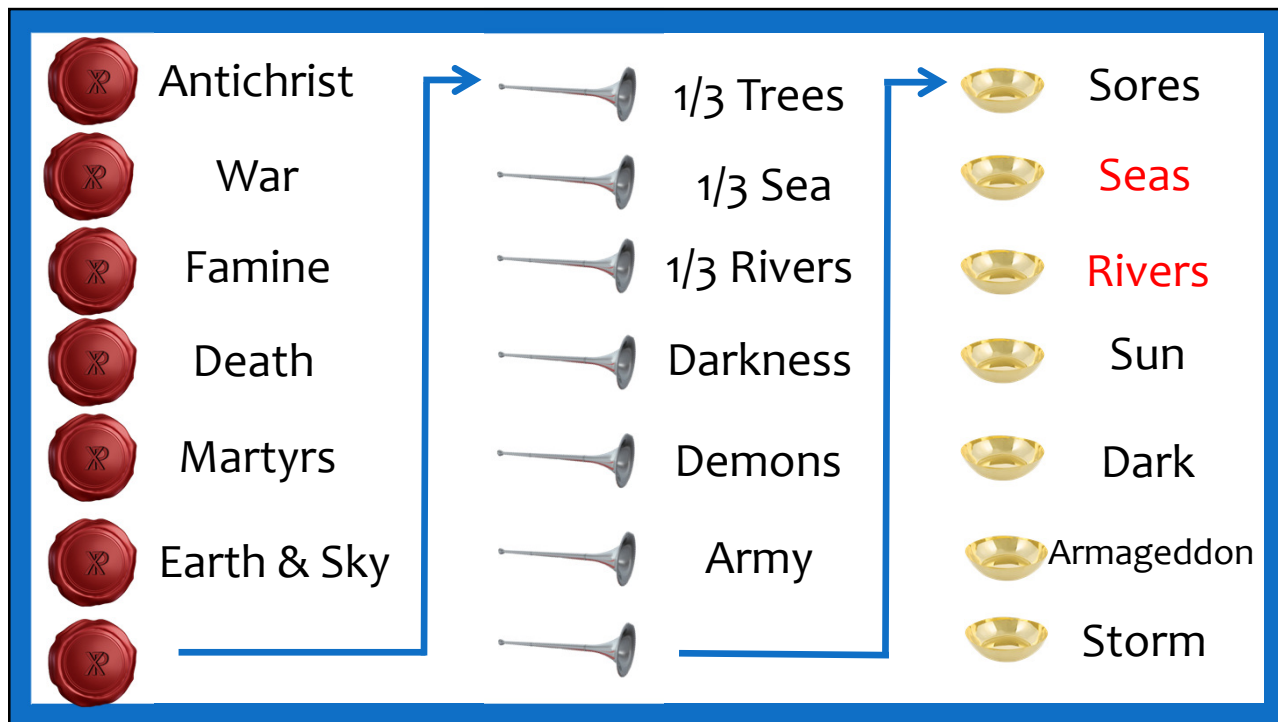 Antichrist
War
Famine
Death
Martyrs
Earth & Sky
1/3 Trees
1/3 Sea
1/3 Rivers
Darkness
Demons
Army
Sores
Seas
Rivers
Sun
Dark
Armageddon
Storm